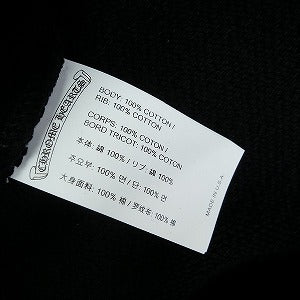 CHROME HEARTS
BODY: 100% COTTON /
RIB: 100% COTTON
CORPS: 100% COTON /
BORD TRICOT: 100% COTON
本体: 綿 100% / リブ: 綿 100%
주요부: 100% 면 / 단: 100% 면
大身面料: 100% 棉 / 罗纹布: 100% 棉
MADE IN U.S.A.